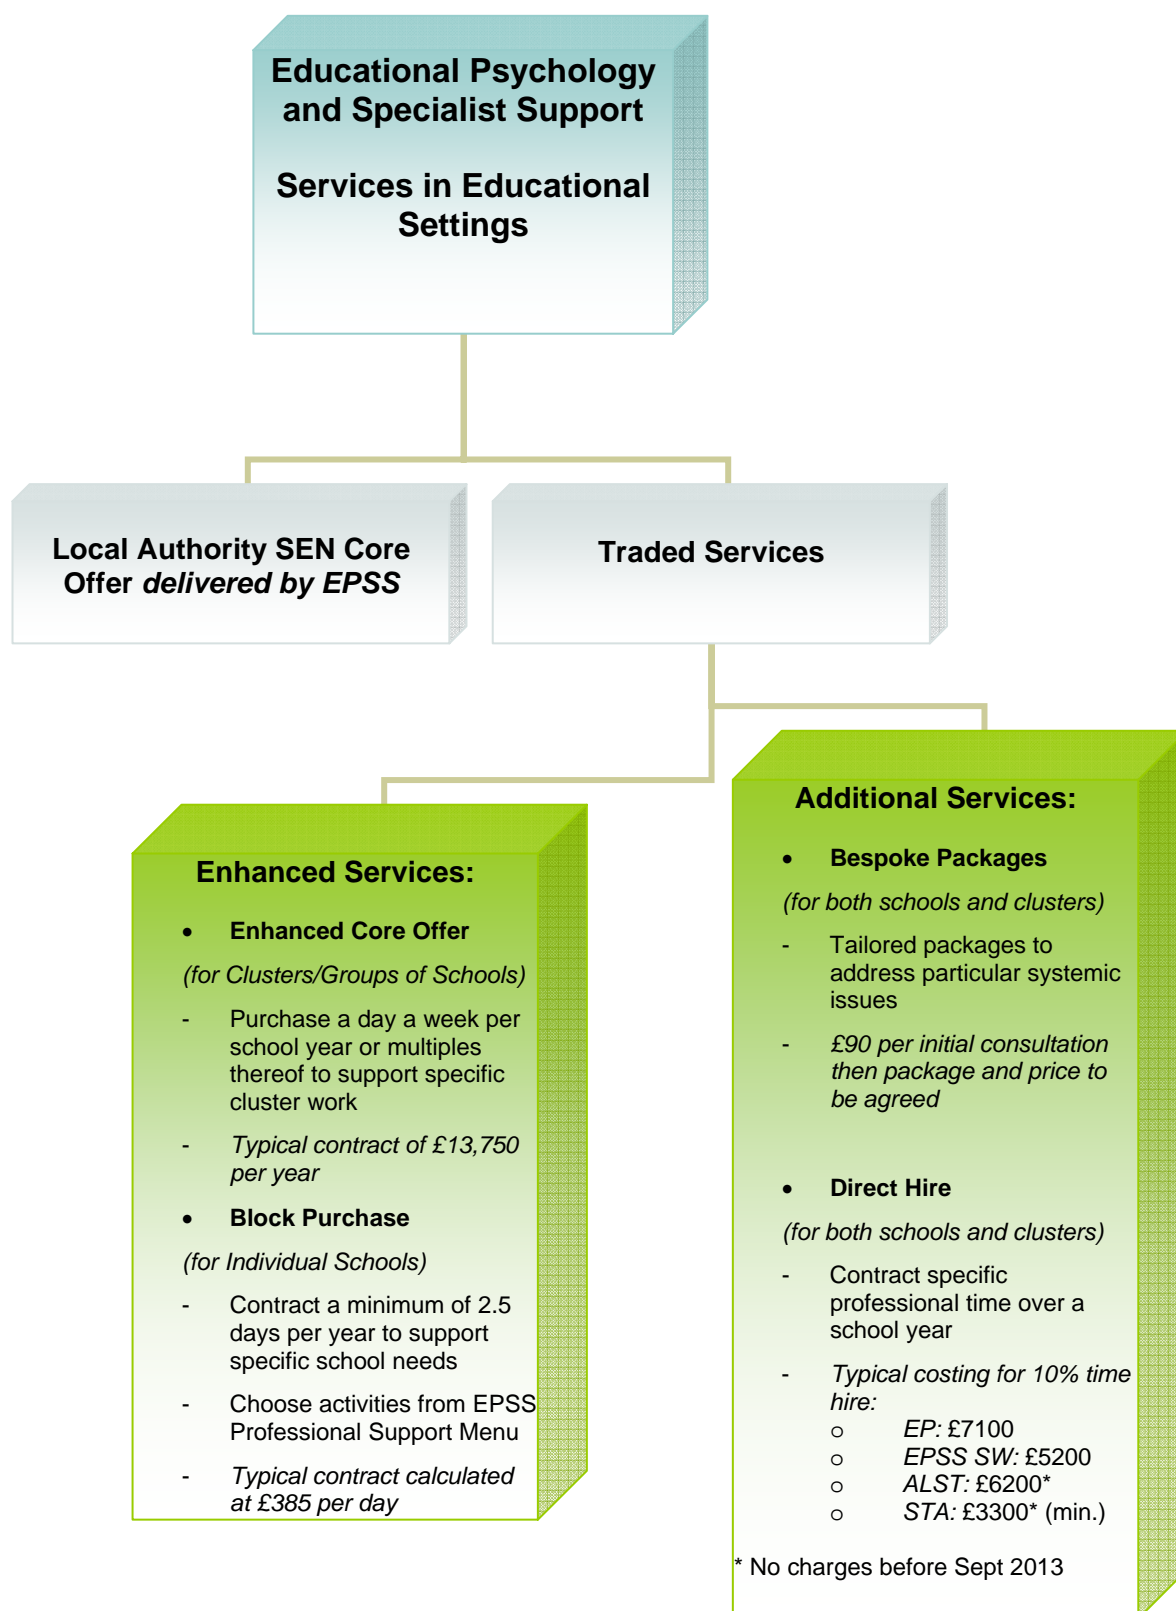 Educational Psychology
and Specialist Support
Services in Educational
Settings
Local Authority SEN Core
Offer delivered by EPSS
Traded Services
Enhanced Services:
• Enhanced Core Offer
(for Clusters/Groups of Schools)
- Purchase a day a week per
school year or multiples
thereof to support specific
cluster work
- Typical contract of £13,750
per year
• Block Purchase
(for Individual Schools)
- Contract a minimum of 2.5
days per year to support
specific school needs
- Choose activities from EPSS
Professional Support Menu
- Typical contract calculated
at £385 per day
Additional Services:
• Bespoke Packages
(for both schools and clusters)
- Tailored packages to
address particular systemic
issues
- £90 per initial consultation
then package and price to
be agreed
• Direct Hire
(for both schools and clusters)
- Contract specific
professional time over a
school year
- Typical costing for 10% time
hire:
o EP: £7100
o EPSS SW: £5200
o ALST: £6200*
o STA: £3300* (min.)
* No charges before Sept 2013